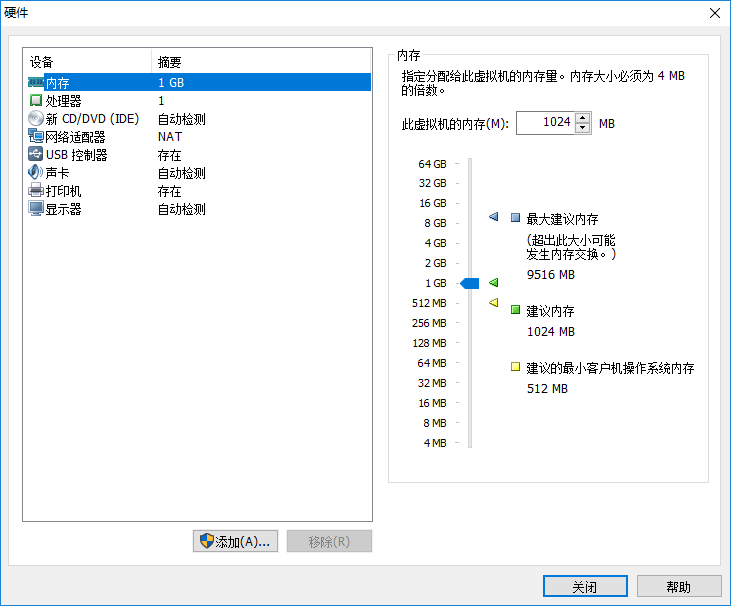 硬件
设备 摘要
内存 1 GB
处理器 1
新 CD/DVD (IDE) 自动检测
网络适配器 NAT
USB 控制器 存在
声卡 自动检测
打印机 存在
显示器 自动检测
添加(A)...
移除(R)
内存
指定分配给此虚拟机的内存量。内存大小必须为 4 MB
的倍数。
此虚拟机的内存(M): 1024 MB
64 GB
32 GB
16 GB
8 GB
4 GB
2 GB
1 GB
512 MB
256 MB
128 MB
64 MB
32 MB
16 MB
8 MB
4 MB
最大建议内存
(超出此大小可能
发生内存交换。)
9516 MB
建议内存
1024 MB
建议的最小客户机操作系统内存
512 MB
关闭
帮助